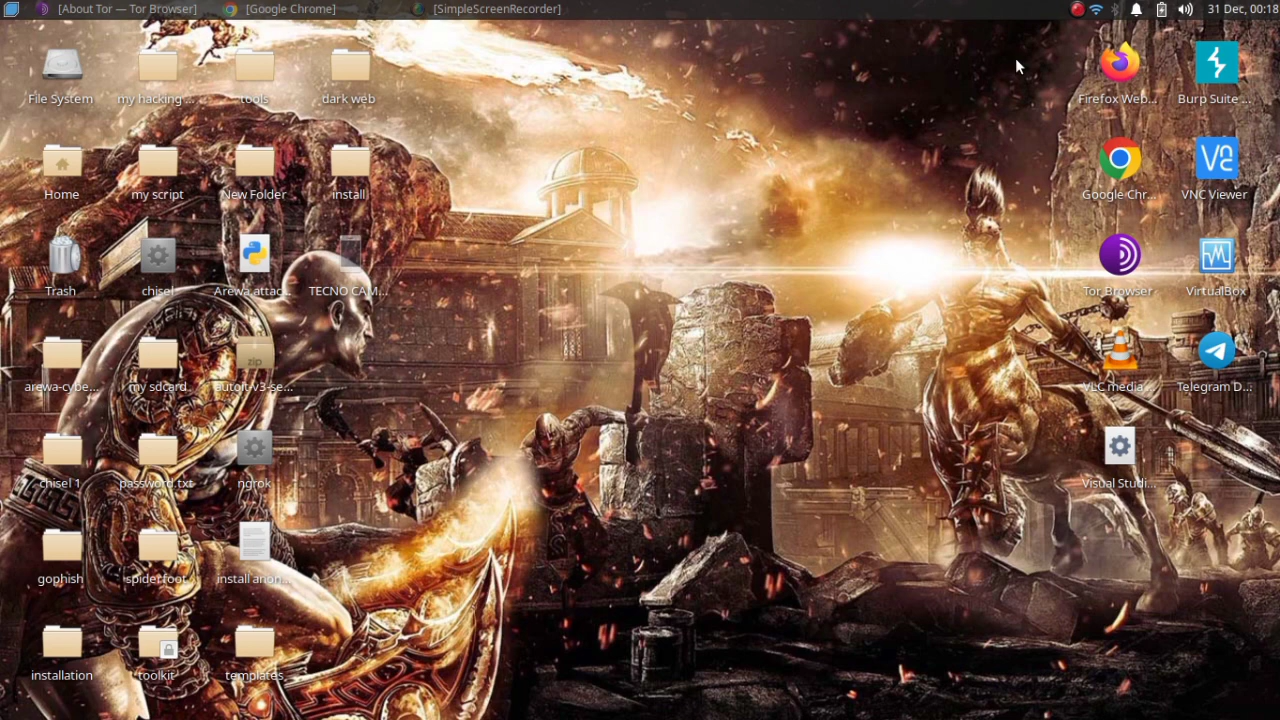 [About Tor — Tor Browser] [Google Chrome] [SimpleScreenRecorder] 31 Dec, 00:18
File System my hacking ... tools dark web Firefox Web... Burp Suite ...
Home my script New Folder install Google Chr... VNC Viewer
Trash chisel Arewa attac... TECNO CAM... Tor Browser VirtualBox
arewa-cybe... my sdcard autoit-v3-se... VLC media ... Telegram D...
zip
chisel 1 password.txt ngrok Visual Studi...
gophish spiderfoot install anon...
installation toolkit templates